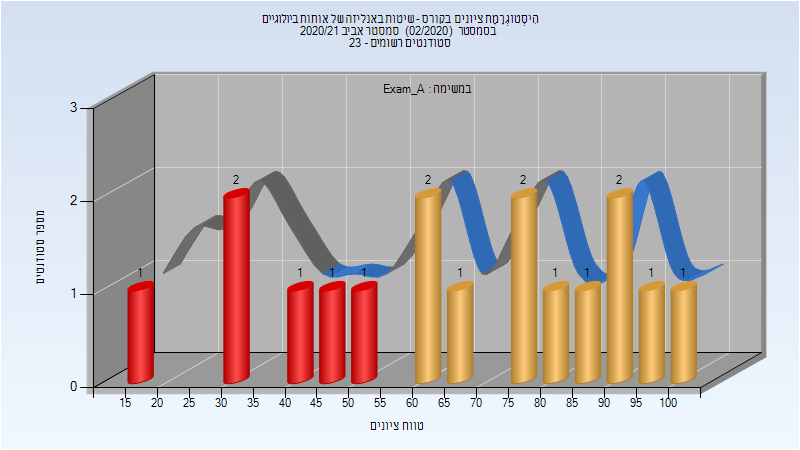 הִיסְטוֹגְרָמַת ציונים בקורס - שיטות באנליזה של אותות ביולוגיים
בסמסטר (02/2020) סמסטר אביב 2020/21
סטודנטים רשומים - 23
במשימה : Exam_A
מספר סטודנטים
3
2
1
0
1
2
1
1
1
2
1
2
1
1
2
1
1
15 20 25 30 35 40 45 50 55 60 65 70 75 80 85 90 95 100
טווח ציונים